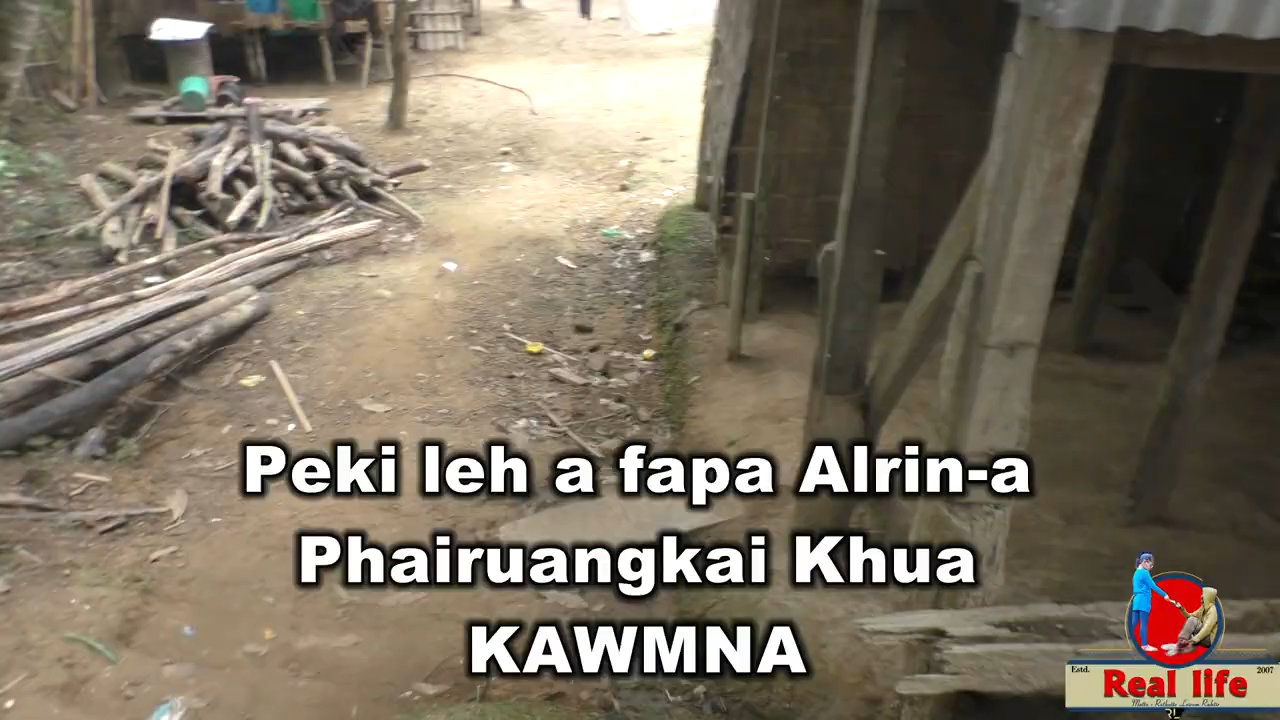 Peki leh a fapa Alrin-a
Phairuangkai Khua
KAWMNA
Estd. 2007
Real life